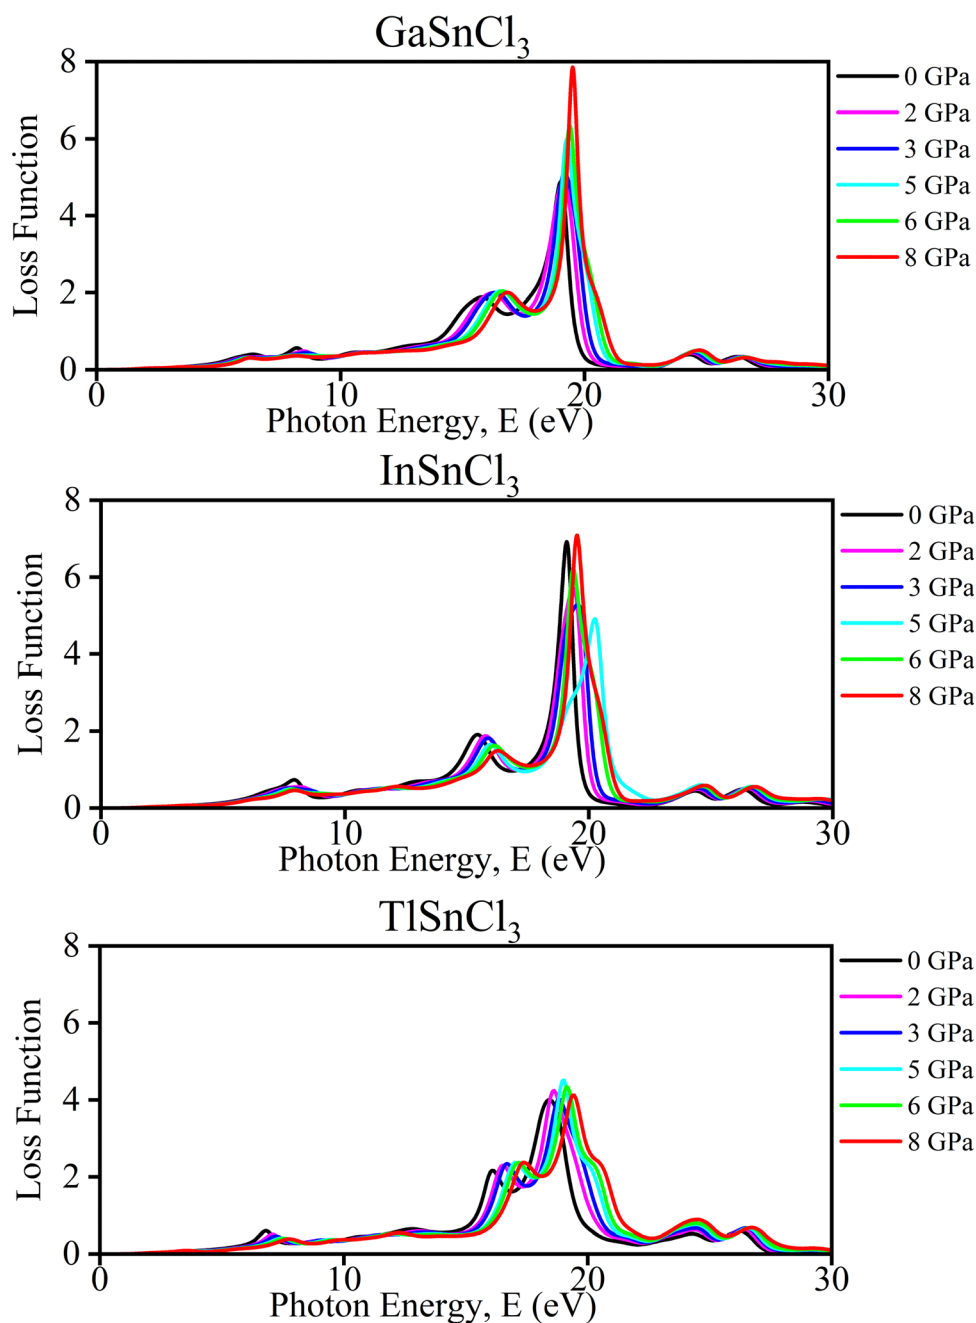 GaSnCl₃
Loss Function
8
6
4
2
0
0 10 20 30
Photon Energy, E (eV)
0 GPa
2 GPa
3 GPa
5 GPa
6 GPa
8 GPa
InSnCl₃
Loss Function
8
6
4
2
0
0 10 20 30
Photon Energy, E (eV)
0 GPa
2 GPa
3 GPa
5 GPa
6 GPa
8 GPa
TlSnCl₃
Loss Function
8
6
4
2
0
0 10 20 30
Photon Energy, E (eV)
0 GPa
2 GPa
3 GPa
5 GPa
6 GPa
8 GPa